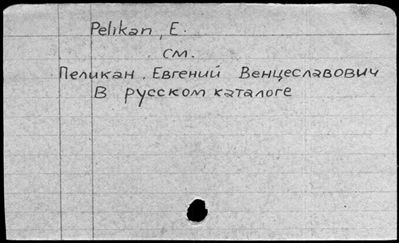 Pelikan, E.
см.
Пеликан, Евгений Венцеславович
В русском каталоге